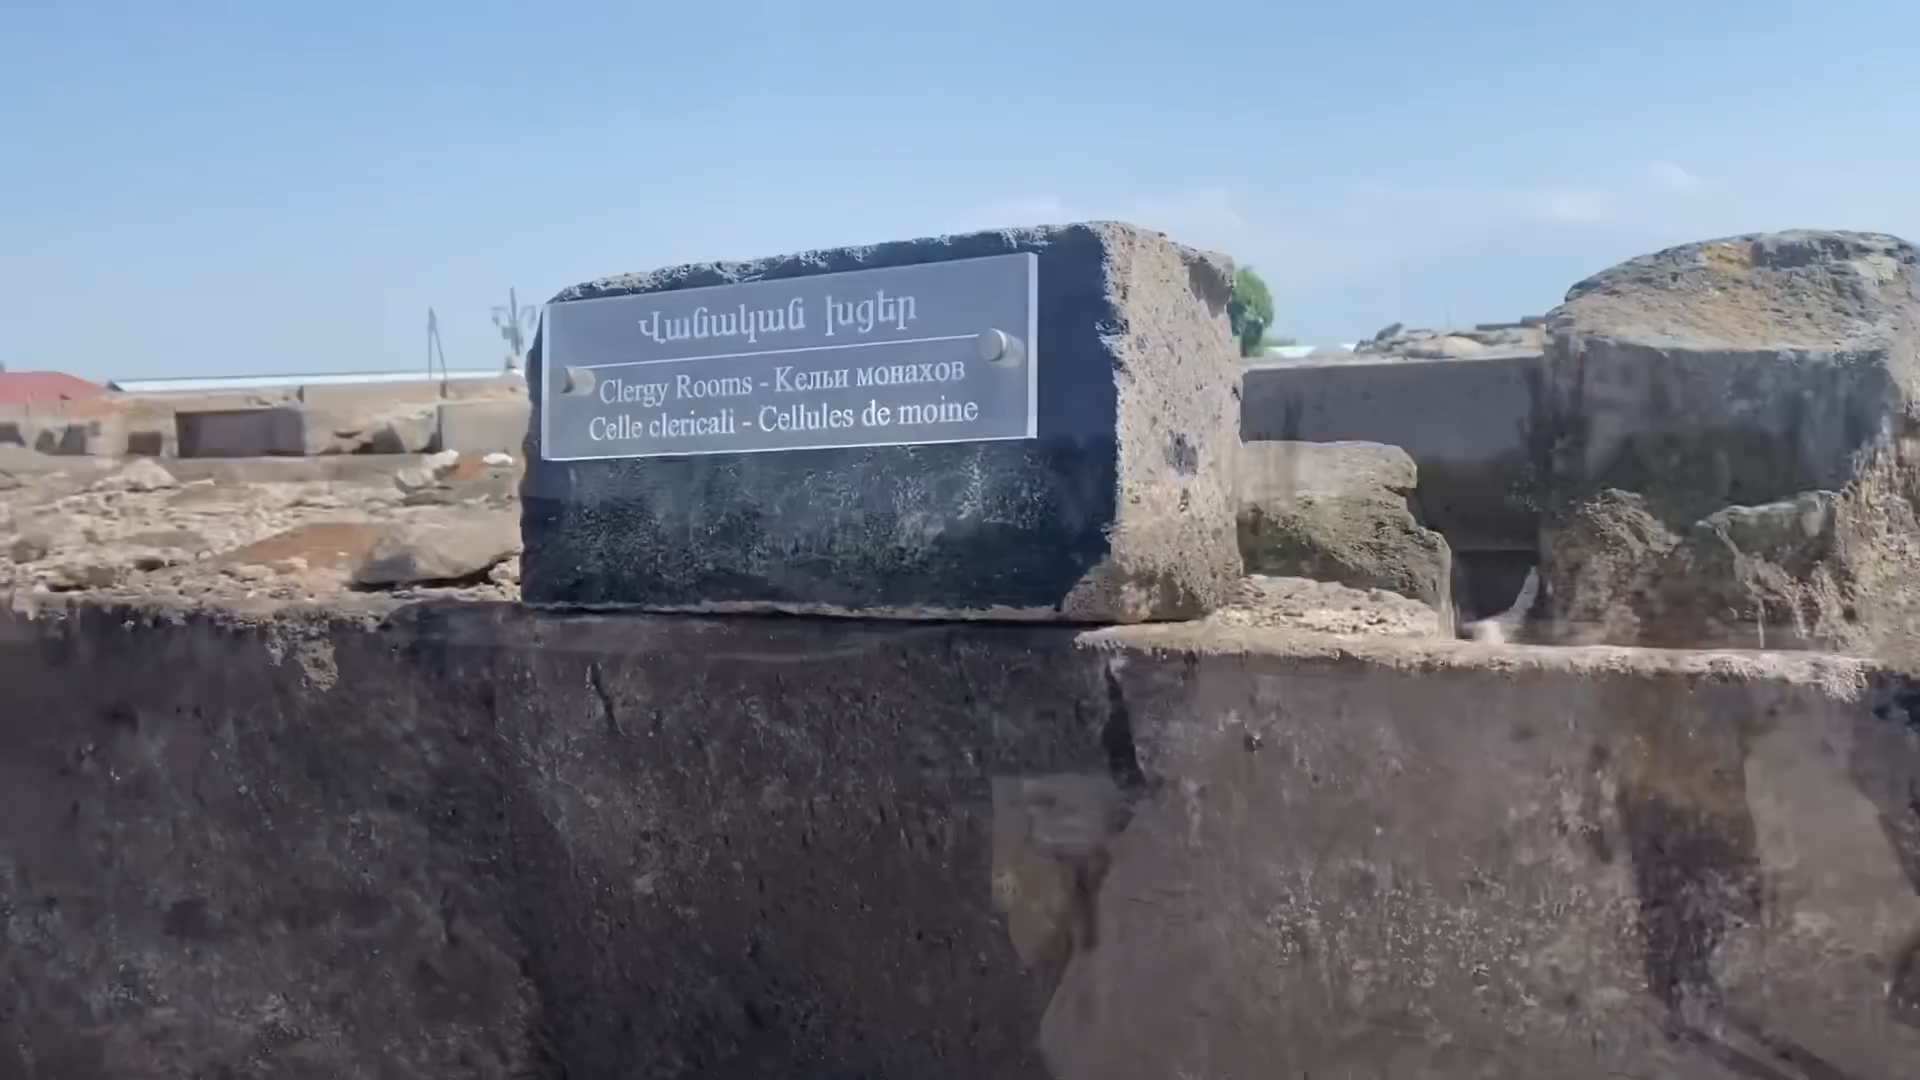 Վանական խցեր
Clergy Rooms - Кельи монахов
Celle clericali - Cellules de moine